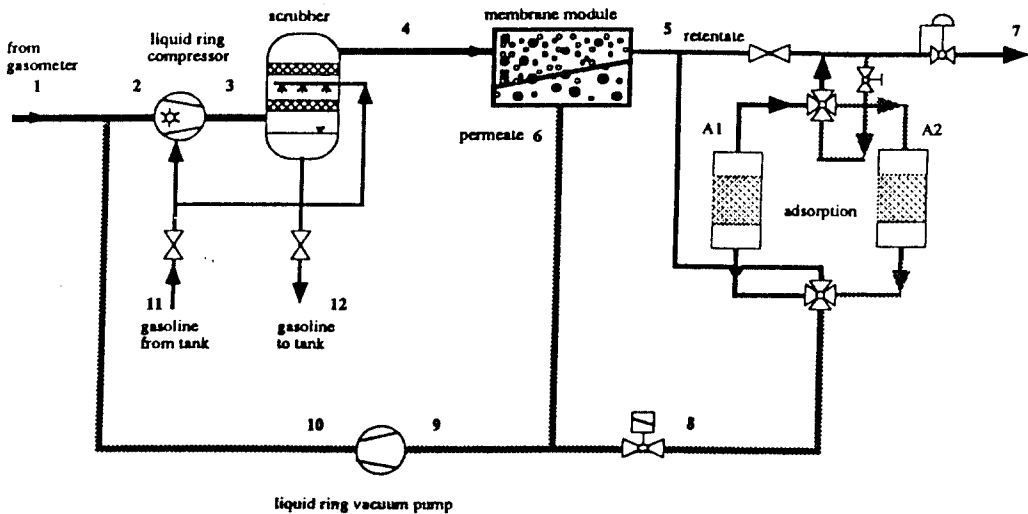 scrubber
membrane module
4
5
7
from
gasometer
1
liquid ring
compressor
2
3
retentate
permeate 6
A1
A2
adsorption
11
12
gasoline
from tank
gasoline
to tank
10
9
8
liquid ring vacuum pump